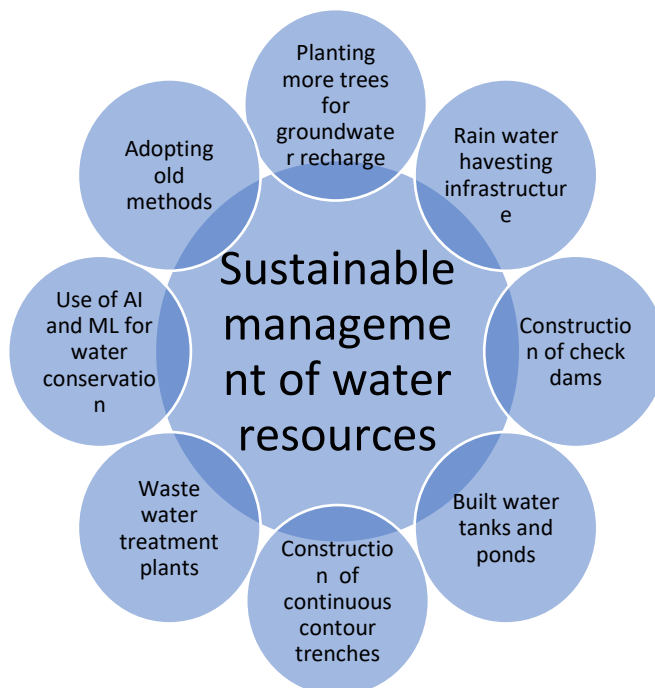 Planting
more trees
for
groundwate
r recharge
Rain water
havesting
infrastructur
e
Constructio
n of check
dams
Built water
tanks and
ponds
Constructio
n of
continuous
contour
trenches
Waste
water
treatment
plants
Use of AI
and ML for
water
conservatio
n
Adopting
old
methods
Sustainable
manageme
nt of water
resources